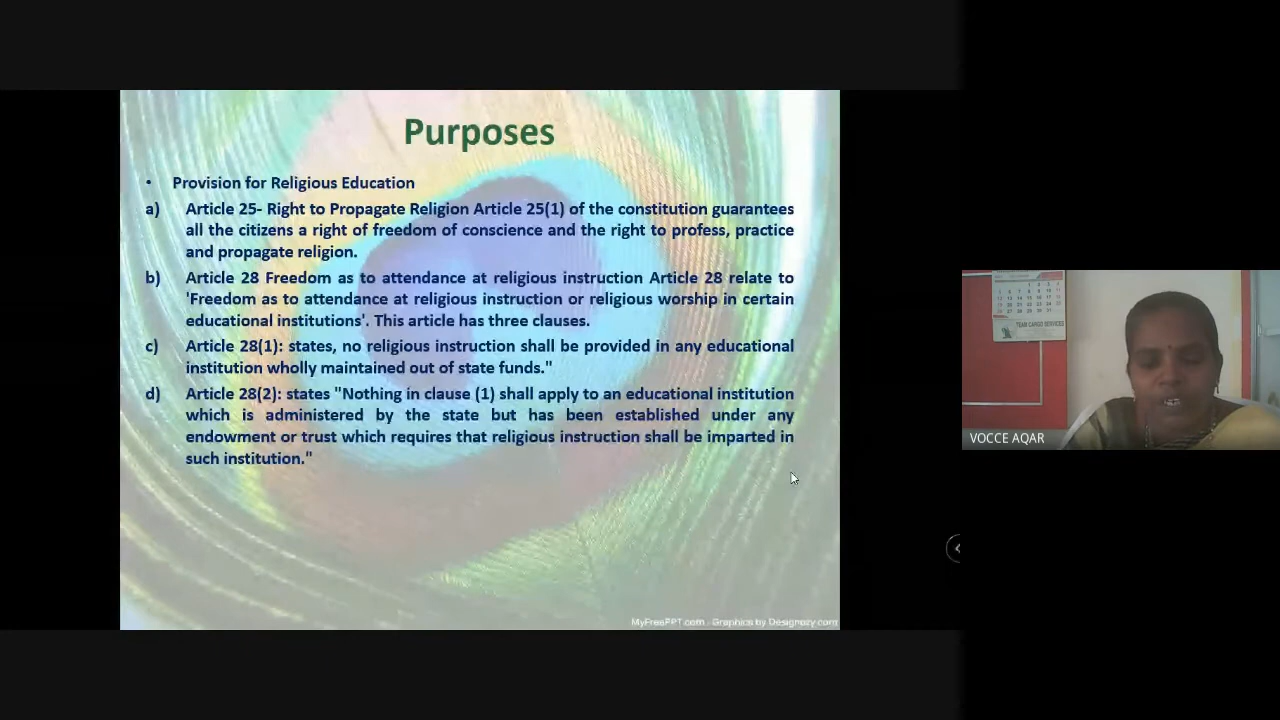 Purposes
• Provision for Religious Education
a) Article 25- Right to Propagate Religion Article 25(1) of the constitution guarantees
all the citizens a right of freedom of conscience and the right to profess, practice
and propagate religion.
b) Article 28 Freedom as to attendance at religious instruction Article 28 relate to
'Freedom as to attendance at religious instruction or religious worship in certain
educational institutions'. This article has three clauses.
c) Article 28(1): states, no religious instruction shall be provided in any educational
institution wholly maintained out of state funds."
d) Article 28(2): states "Nothing in clause (1) shall apply to an educational institution
which is administered by the state but has been established under any
endowment or trust which requires that religious instruction shall be imparted in
such institution."
MyFreePPT.com - Graphics by Designozy.com
TEAM CARGO SERVICES
VOCCE AQAR